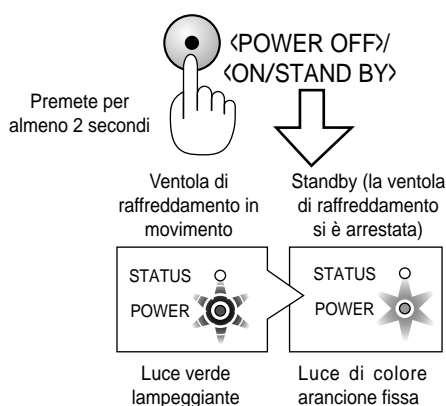 〈POWER OFF〉/
〈ON/STAND BY〉
Premete per
almeno 2 secondi
Ventola di
raffreddamento in
movimento
Standby (la ventola
di raffreddamento
si è arrestata)
STATUS
POWER
STATUS
POWER
Luce verde
lampeggiante
Luce di colore
arancione fissa